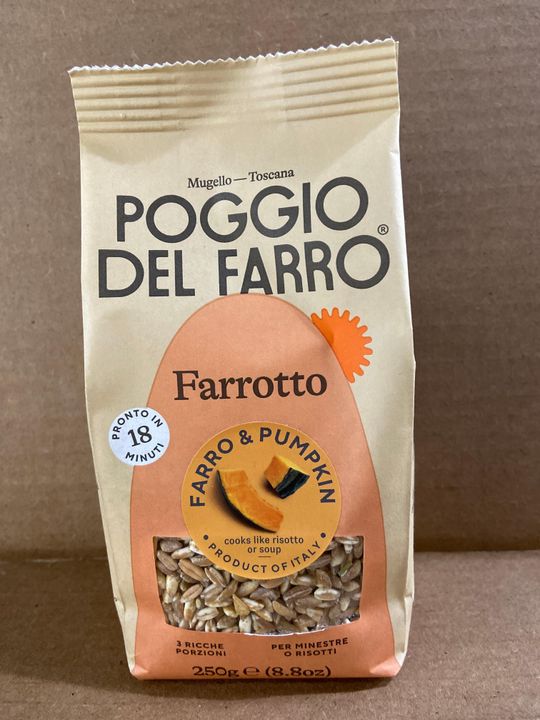 Mugello — Toscana
POGGIO
DEL FARRO®
Farrotto
PRONTO IN
18
MINUTI
FARRO & PUMPKIN
cooks like risotto
or soup
• PRODUCT OF ITALY •
3 RICCHE
PORZIONI
PER MINESTRE
O RISOTTI
250g ℮ (8.8oz)